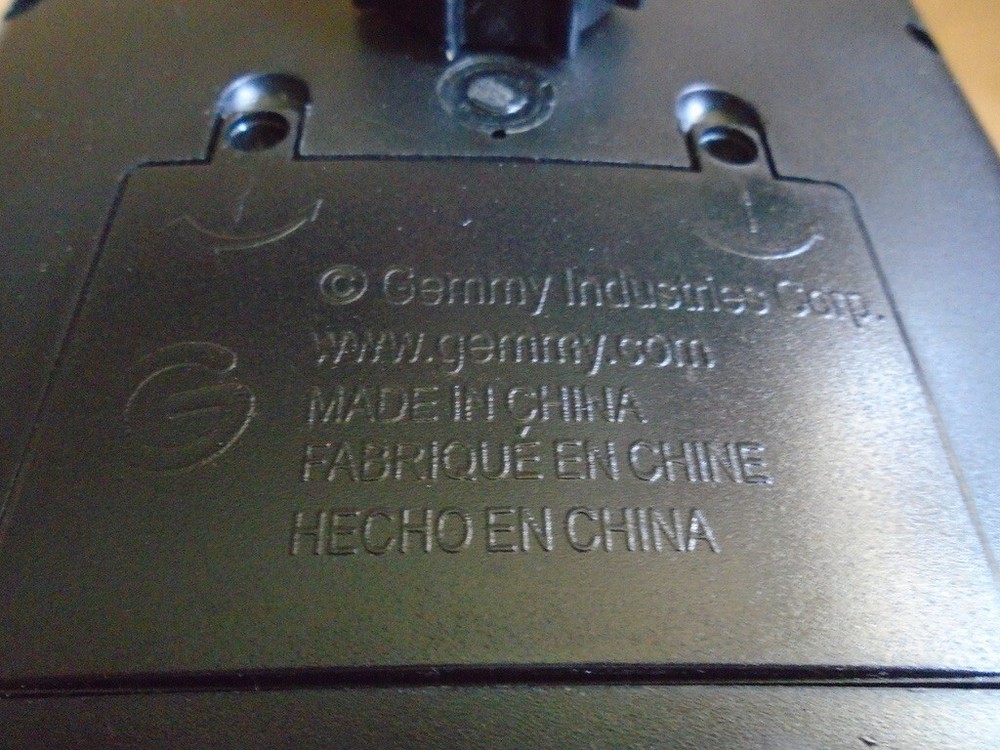 © Gemmy Industries Corp.
www.gemmy.com
MADE IN CHINA
FABRIQUÉ EN CHINE
HECHO EN CHINA